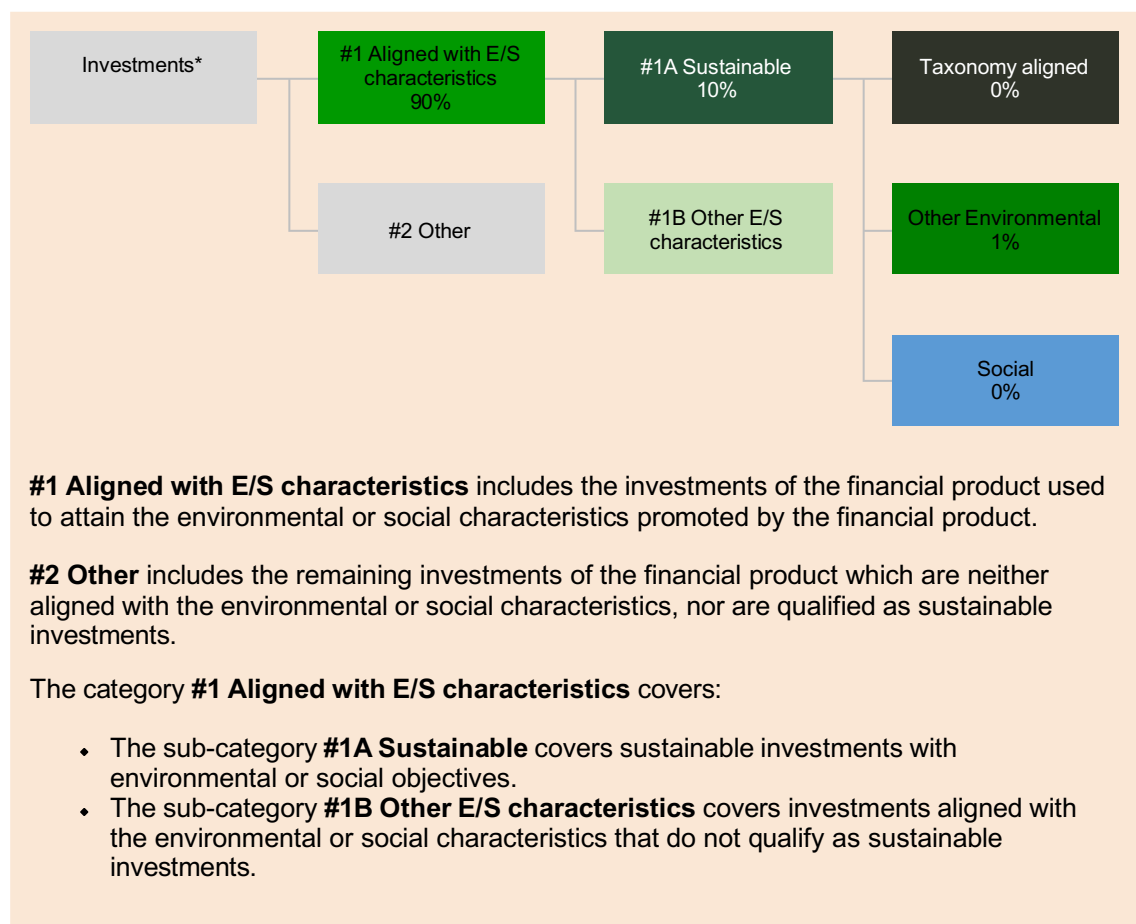 Investments*
#1 Aligned with E/S
characteristics
90%
#1A Sustainable
10%
Taxonomy aligned
0%
#2 Other
#1B Other E/S
characteristics
Other Environmental
1%
Social
0%
#1 Aligned with E/S characteristics includes the investments of the financial product used
to attain the environmental or social characteristics promoted by the financial product.
#2 Other includes the remaining investments of the financial product which are neither
aligned with the environmental or social characteristics, nor are qualified as sustainable
investments.
The category #1 Aligned with E/S characteristics covers:
• The sub-category #1A Sustainable covers sustainable investments with
environmental or social objectives.
• The sub-category #1B Other E/S characteristics covers investments aligned with
the environmental or social characteristics that do not qualify as sustainable
investments.